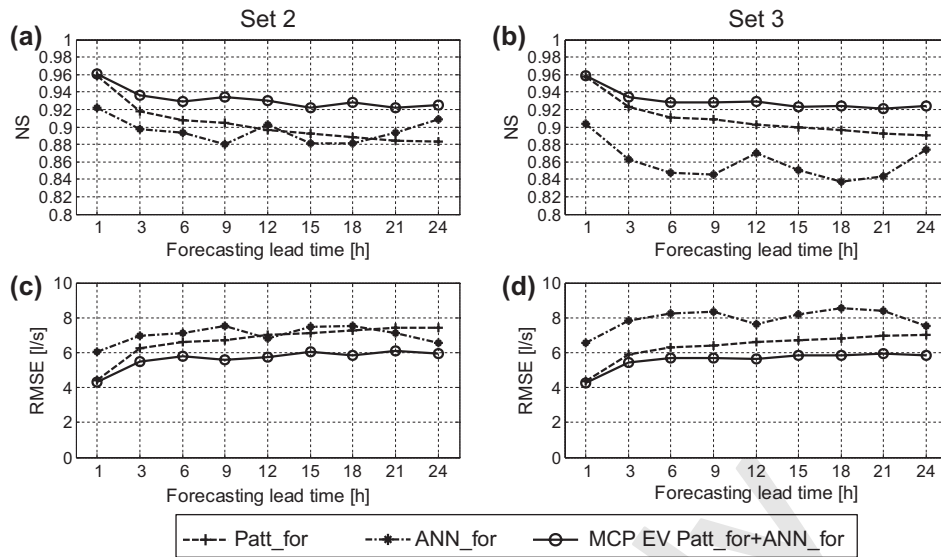 Set 2
Set 3
(a)
NS
1
0.98
0.96
0.94
0.92
0.9
0.88
0.86
0.84
0.82
0.8
1 3 6 9 12 15 18 21 24
Forecasting lead time [h]
(b)
NS
1
0.98
0.96
0.94
0.92
0.9
0.88
0.86
0.84
0.82
0.8
1 3 6 9 12 15 18 21 24
Forecasting lead time [h]
(c)
RMSE [l/s]
10
8
6
4
2
0
1 3 6 9 12 15 18 21 24
Forecasting lead time [h]
(d)
RMSE [l/s]
10
8
6
4
2
0
1 3 6 9 12 15 18 21 24
Forecasting lead time [h]
Patt_for ANN_for MCP EV Patt_for+ANN_for